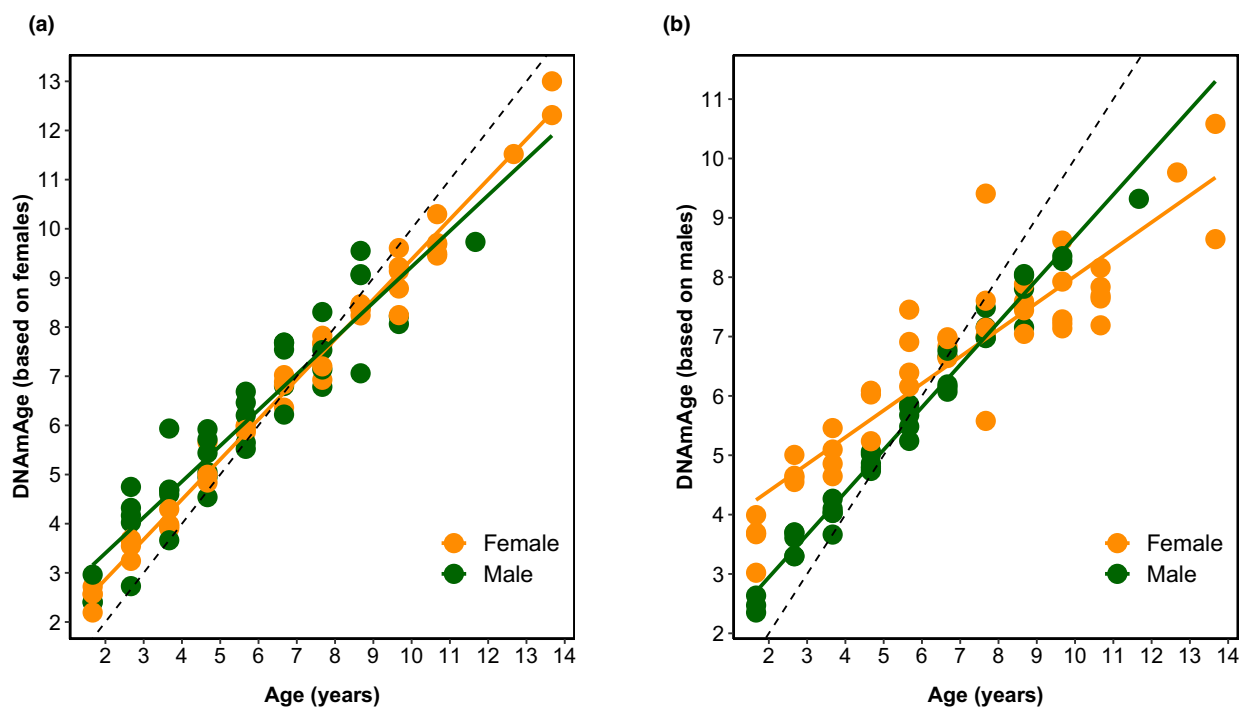 (a)
DNAmAge (based on females)
13
12
11
10
9
8
7
6
5
4
3
2
Female
Male
2 3 4 5 6 7 8 9 10 11 12 13 14
Age (years)
(b)
DNAmAge (based on males)
11
10
9
8
7
6
5
4
3
2
Female
Male
2 3 4 5 6 7 8 9 10 11 12 13 14
Age (years)